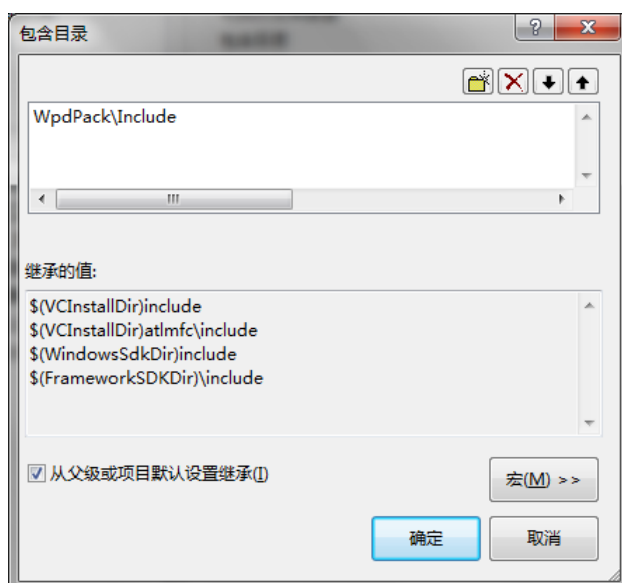 包含目录
WpdPack\Include
继承的值:
$(VCInstallDir)include
$(VCInstallDir)atlmfc\include
$(WindowsSdkDir)include
$(FrameworkSDKDir)\include
从父级或项目默认设置继承(I)
宏(M) >>
确定
取消